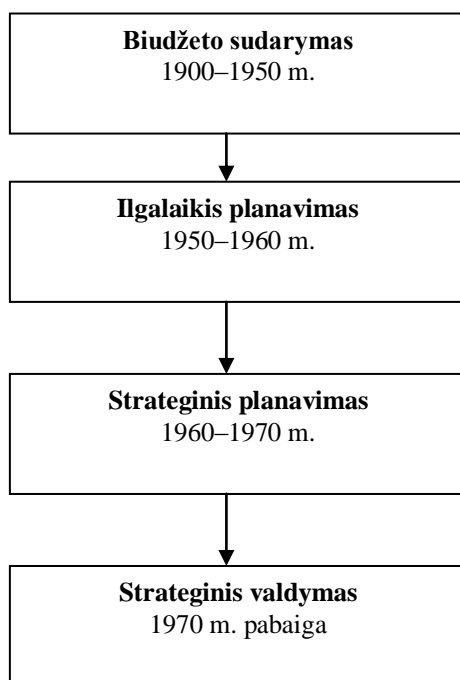 Biudžeto sudarymas
1900–1950 m.
Ilgalaikis planavimas
1950–1960 m.
Strateginis planavimas
1960–1970 m.
Strateginis valdymas
1970 m. pabaiga